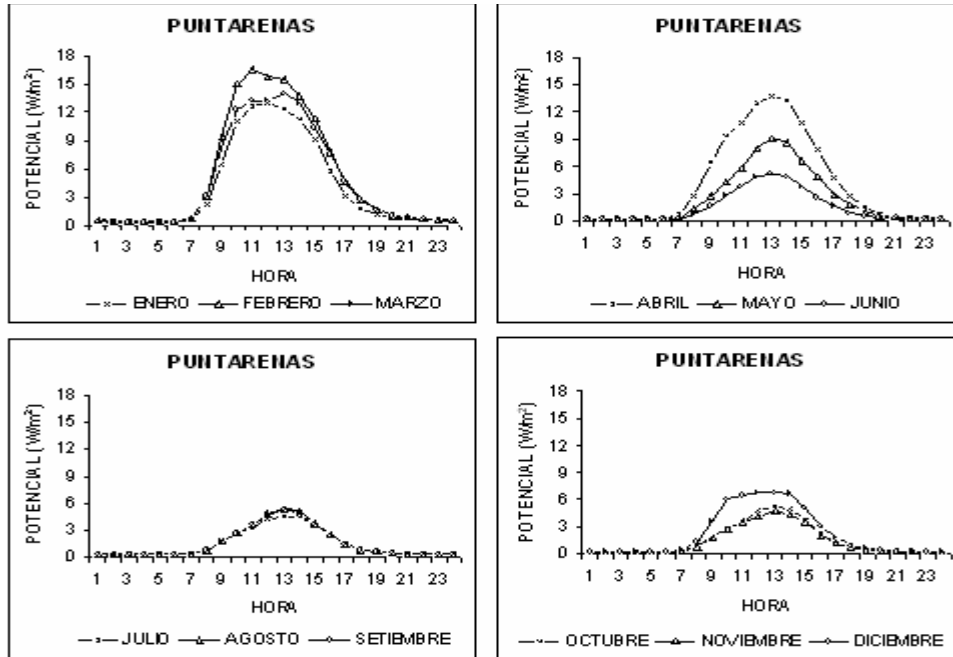 PUNTARENAS
POTENCIAL (W/m²)
18
15
12
9
6
3
0
1 3 5 7 9 11 13 15 17 19 21 23
HORA
ENERO FEBRERO MARZO
PUNTARENAS
POTENCIAL (W/m²)
18
15
12
9
6
3
0
1 3 5 7 9 11 13 15 17 19 21 23
HORA
ABRIL MAYO JUNIO
PUNTARENAS
POTENCIAL (W/m²)
18
15
12
9
6
3
0
1 3 5 7 9 11 13 15 17 19 21 23
HORA
JULIO AGOSTO SETIEMBRE
PUNTARENAS
POTENCIAL (W/m²)
18
15
12
9
6
3
0
1 3 5 7 9 11 13 15 17 19 21 23
HORA
OCTUBRE NOVIEMBRE DICIEMBRE